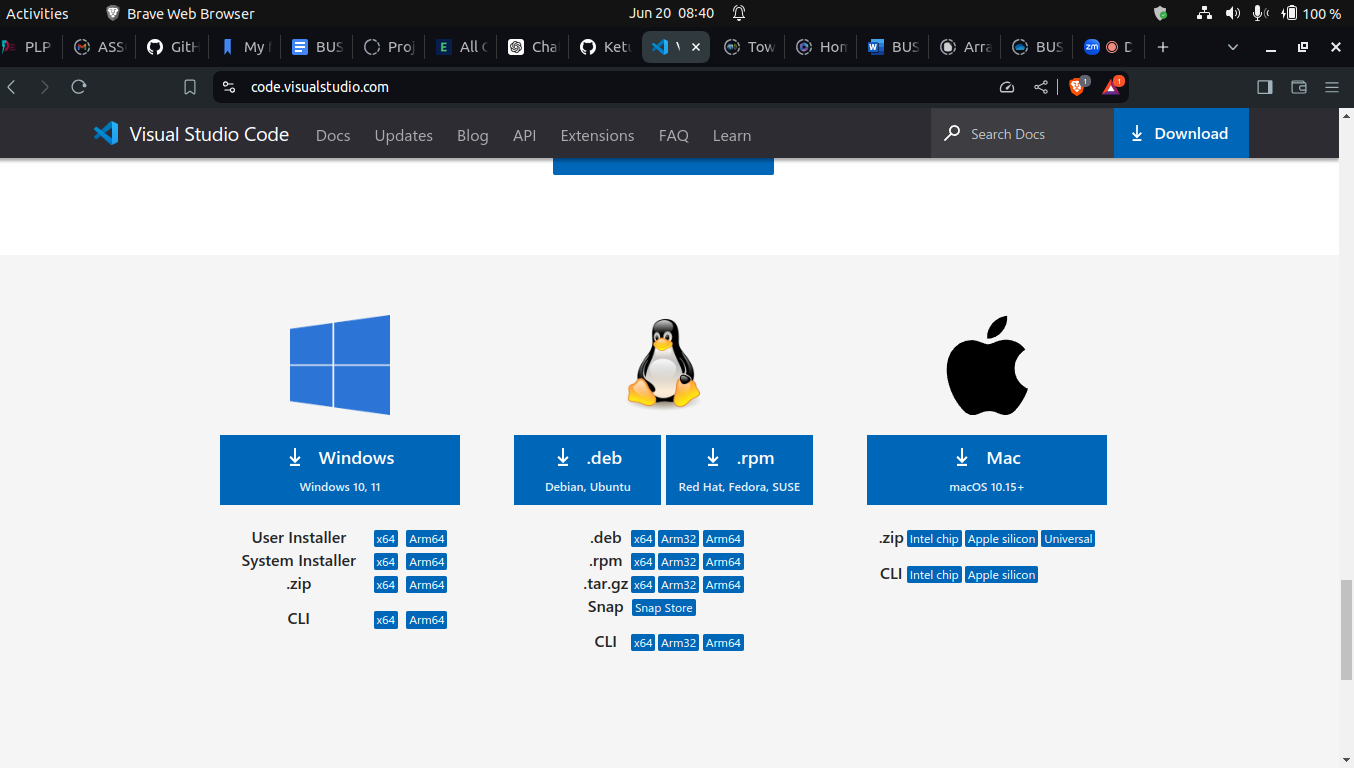 Activities Brave Web Browser Jun 20 08:40 100 %
PLP ASS GitH My BUS Proj All Cha Ket Tow Hom BUS Arra BUS zm D
code.visualstudio.com 1 1
Visual Studio Code Docs Updates Blog API Extensions FAQ Learn Search Docs Download
Windows
Windows 10, 11
User Installer x64 Arm64
System Installer x64 Arm64
.zip x64 Arm64
CLI x64 Arm64
.deb
Debian, Ubuntu
.rpm
Red Hat, Fedora, SUSE
.deb x64 Arm32 Arm64
.rpm x64 Arm32 Arm64
.tar.gz x64 Arm32 Arm64
Snap Snap Store
CLI x64 Arm32 Arm64
Mac
macOS 10.15+
.zip Intel chip Apple silicon Universal
CLI Intel chip Apple silicon